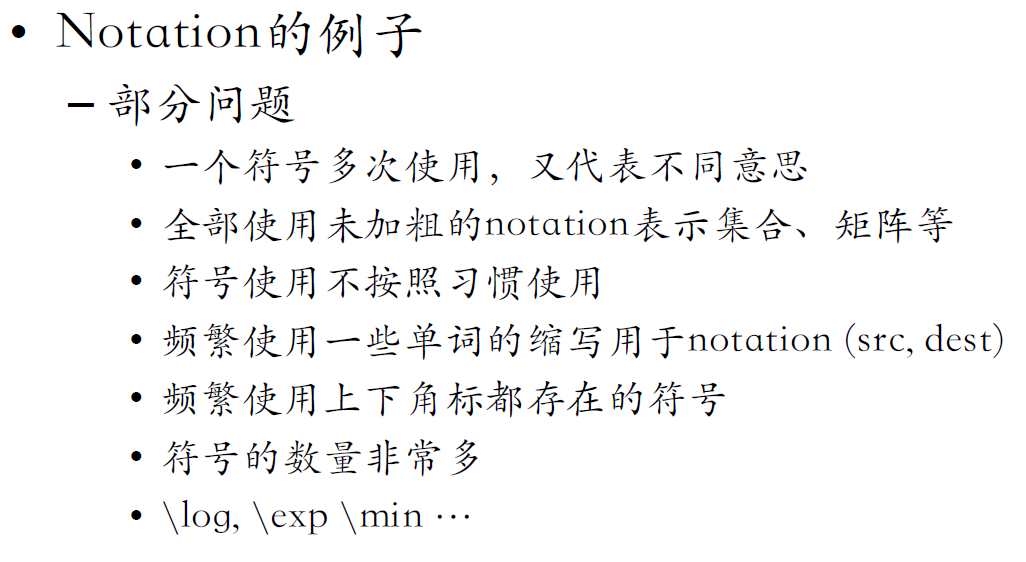 • Notation的例子
– 部分问题
• 一个符号多次使用，又代表不同意思
• 全部使用未加粗的notation表示集合、矩阵等
• 符号使用不按照习惯使用
• 频繁使用一些单词的缩写用于notation (src, dest)
• 频繁使用上下角标都存在的符号
• 符号的数量非常多
• \log, \exp \min …